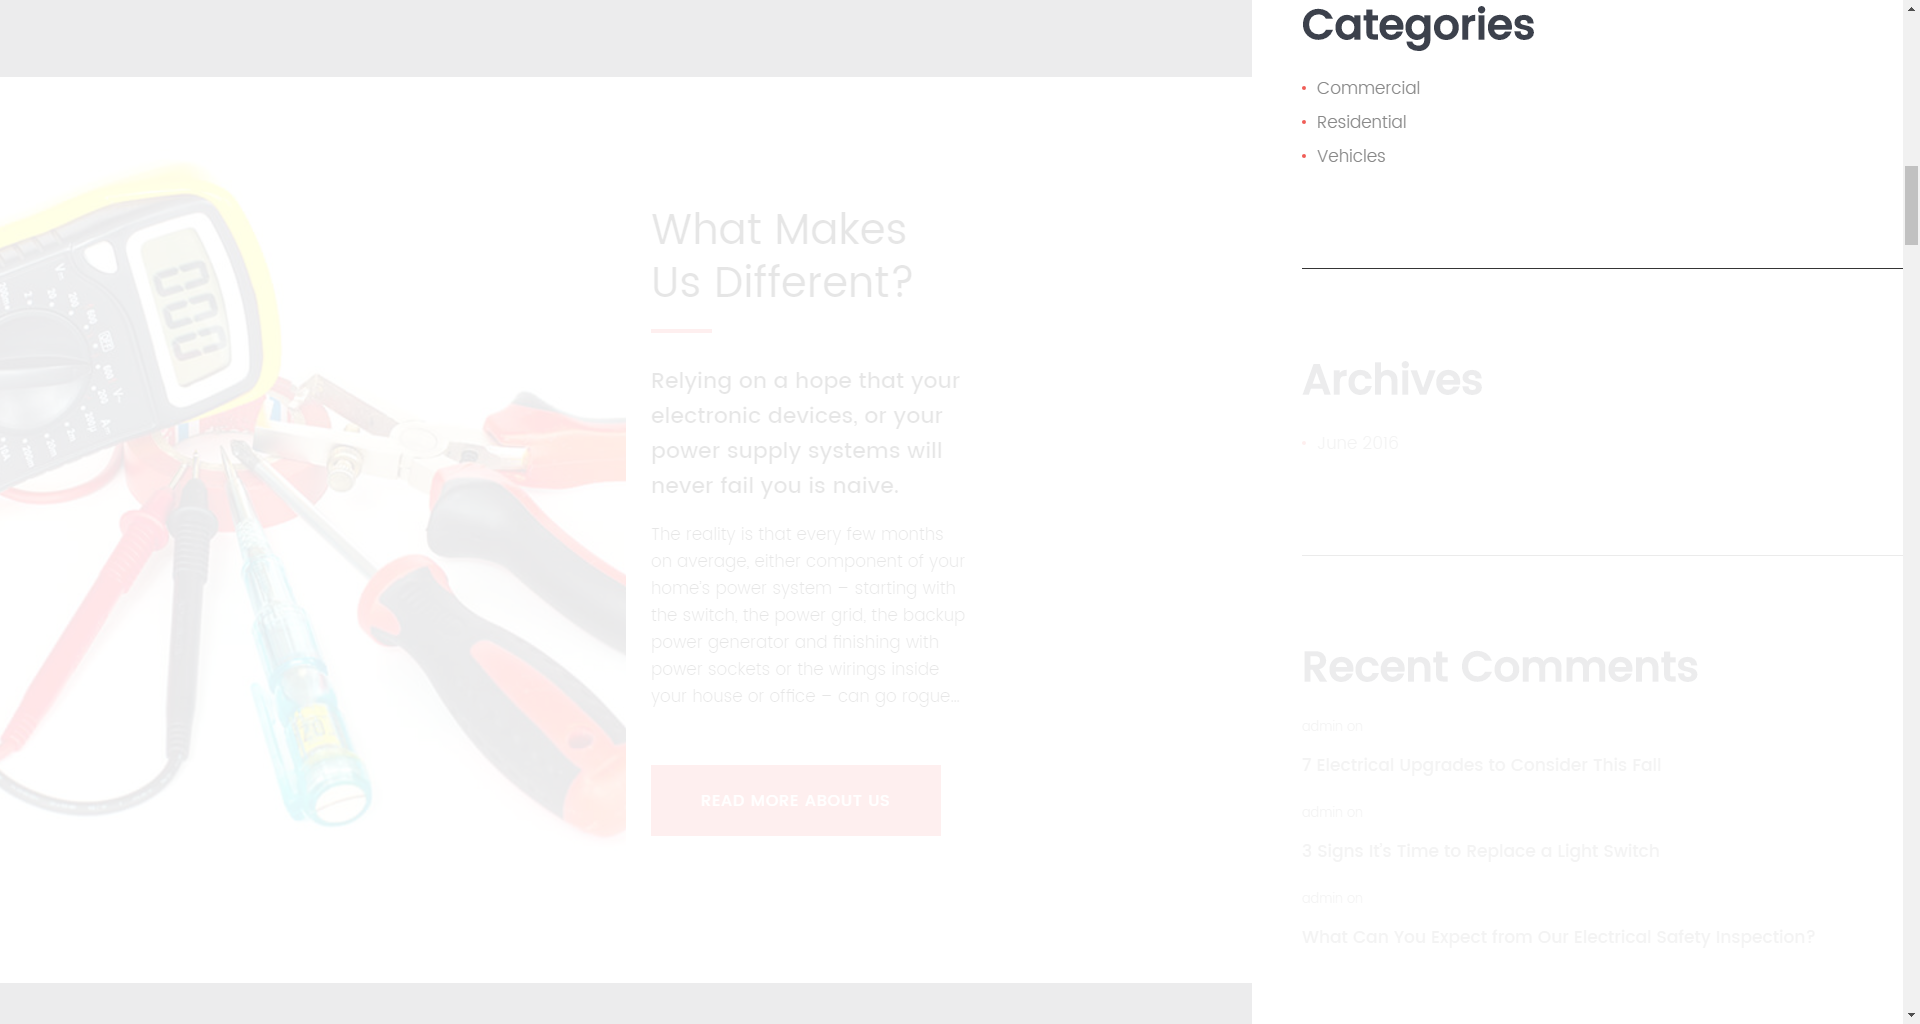 What Makes
Us Different?
Relying on a hope that your
electronic devices, or your
power supply systems will
never fail you is naive.
The reality is that every few months
on average, either component of your
home's power system – starting with
the switch, the power grid, the backup
power generator and finishing with
power sockets or the wirings inside
your house or office – can go rogue...
READ MORE ABOUT US
Categories
Commercial
Residential
Vehicles
Archives
June 2016
Recent Comments
admin on
7 Electrical Upgrades to Consider This Fall
admin on
3 Signs It's Time to Replace a Light Switch
admin on
What Can You Expect from Our Electrical Safety Inspection?